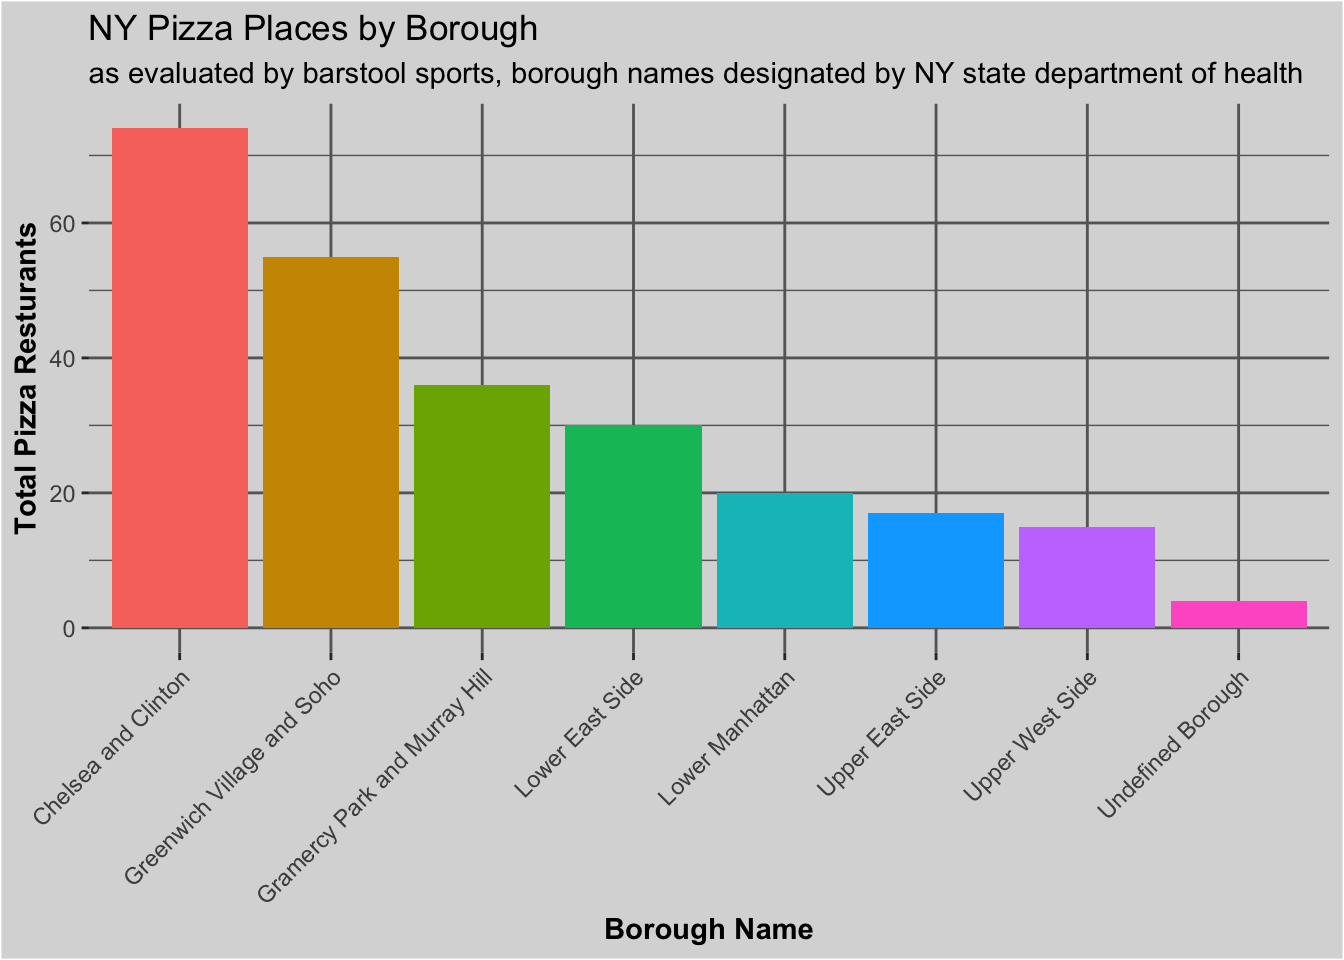 NY Pizza Places by Borough
as evaluated by barstool sports, borough names designated by NY state department of health
Total Pizza Resturants
60
40
20
0
Chelsea and Clinton
Greenwich Village and Soho
Gramercy Park and Murray Hill
Lower East Side
Lower Manhattan
Upper East Side
Upper West Side
Undefined Borough
Borough Name